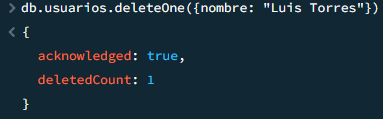 > db.usuarios.deleteOne({nombre: "Luis Torres"})
< {
acknowledged: true,
deletedCount: 1
}